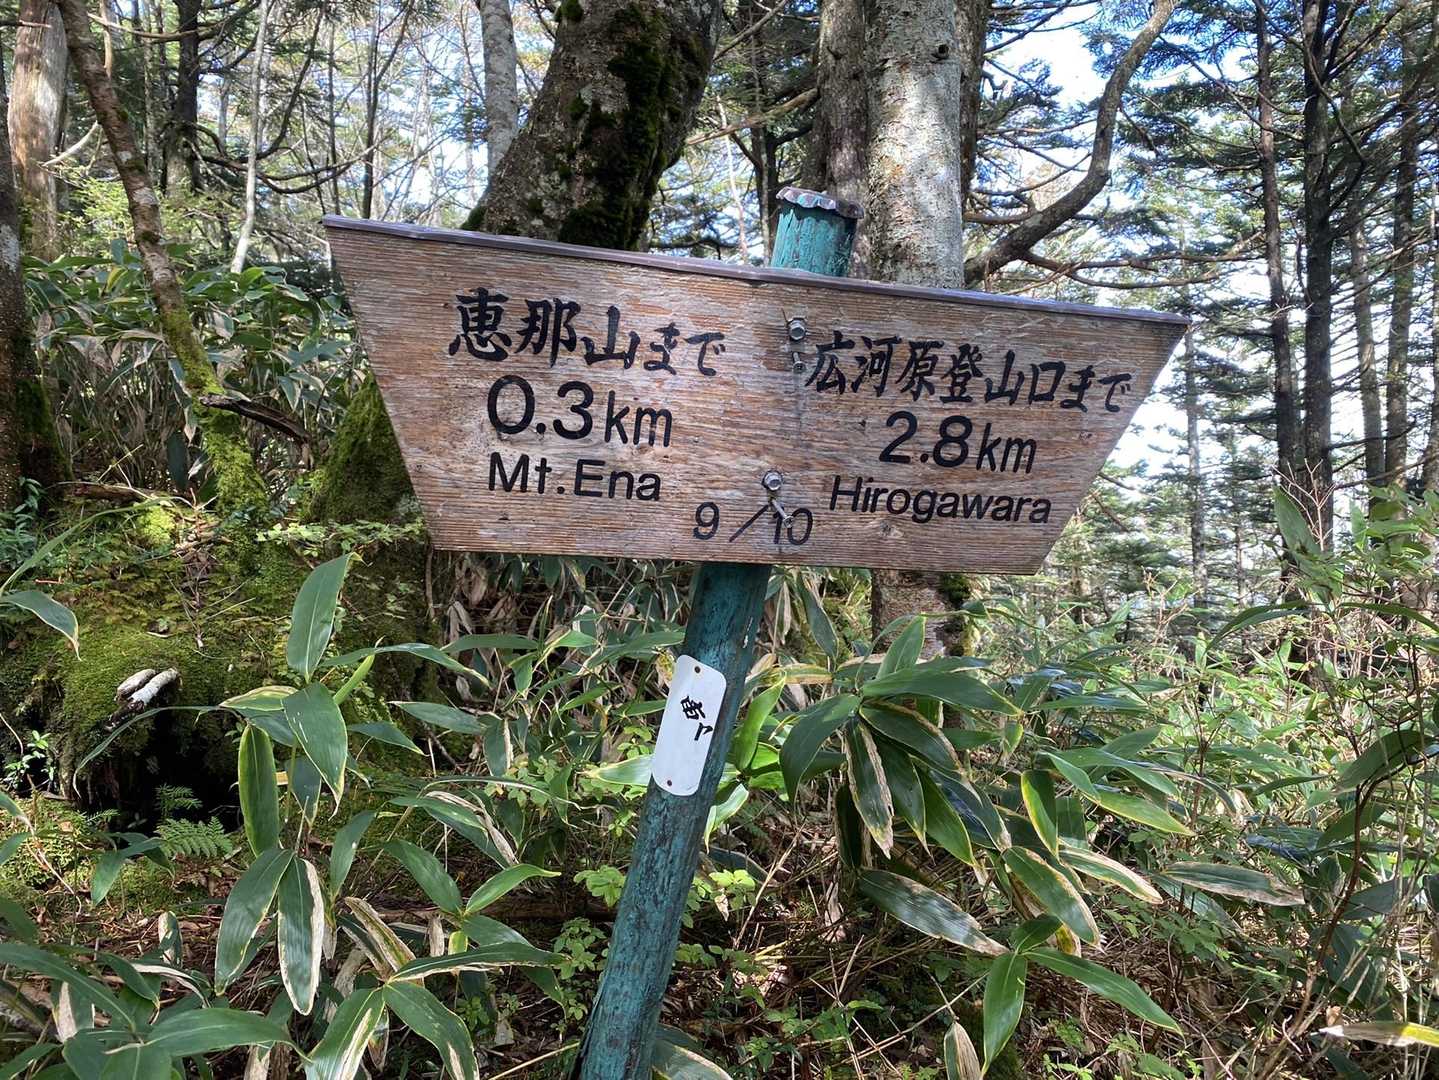 恵那山まで
0.3km
Mt.Ena
広河原登山口まで
2.8km
Hirogawara
9/10